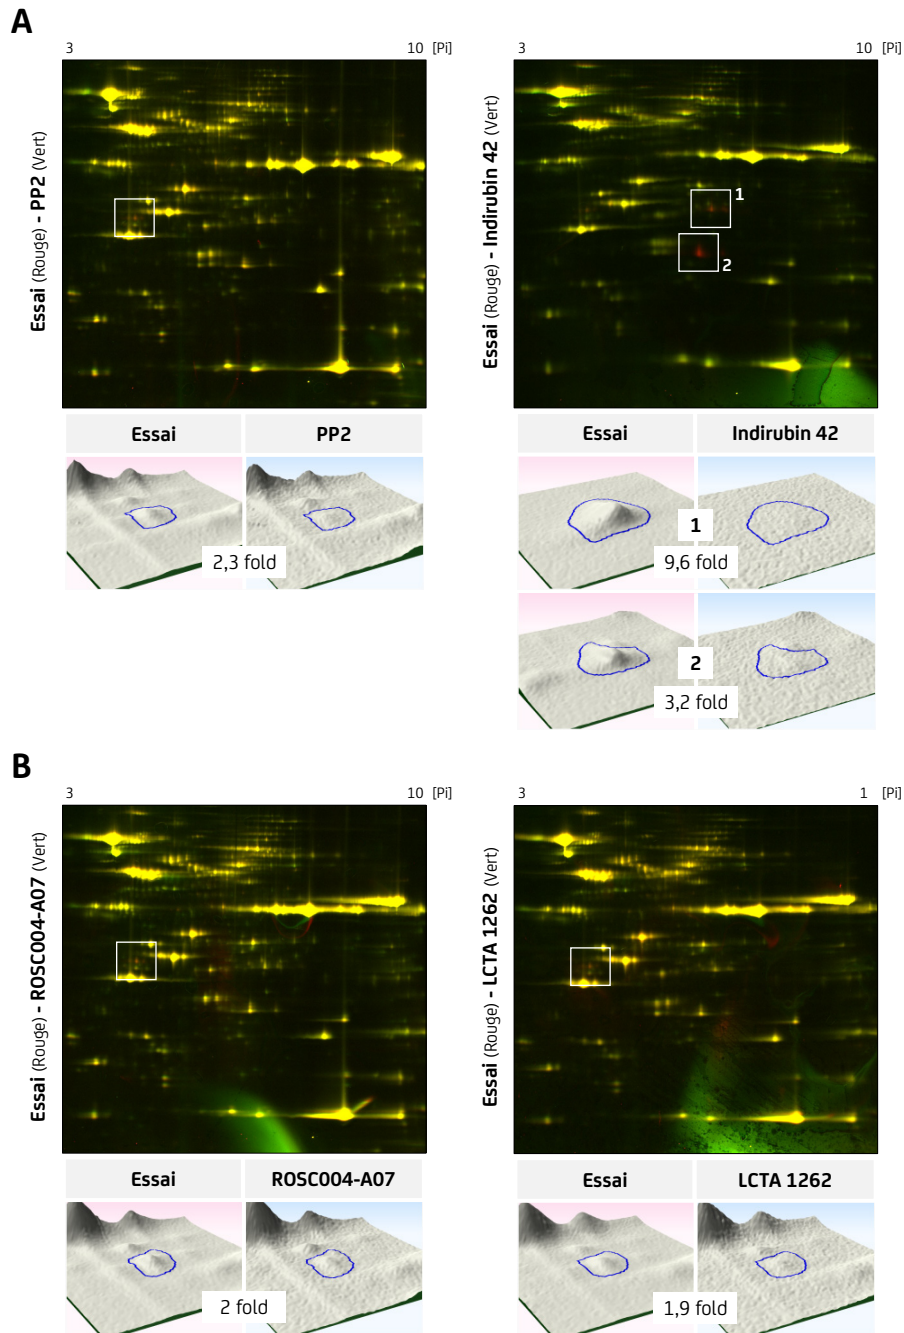 A
3 10 [Pi]
Essai (Rouge) - PP2 (Vert)
Essai PP2
2,3 fold
3 10 [Pi]
Essai (Rouge) - Indirubin 42 (Vert)
1
2
Essai Indirubin 42
1
9,6 fold
2
3,2 fold
B
3 10 [Pi]
Essai (Rouge) - ROSC004-A07 (Vert)
Essai ROSC004-A07
2 fold
3 1 [Pi]
Essai (Rouge) - LCTA 1262 (Vert)
Essai LCTA 1262
1,9 fold